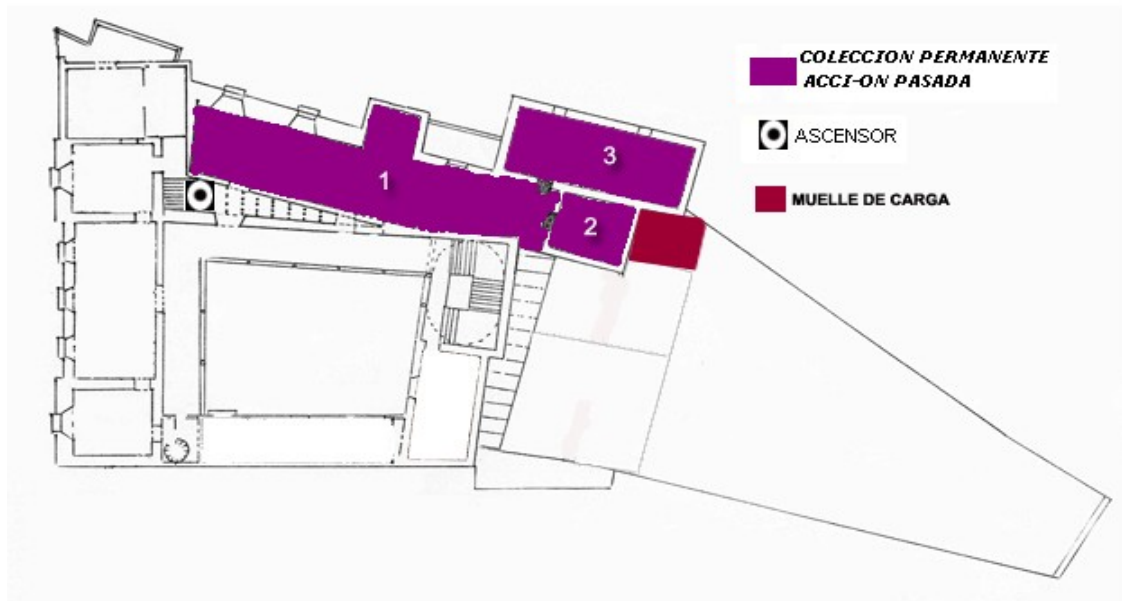 COLECCION PERMANENTE
ACCI-ON PASADA
ASCENSOR
MUELLE DE CARGA
3
1
2